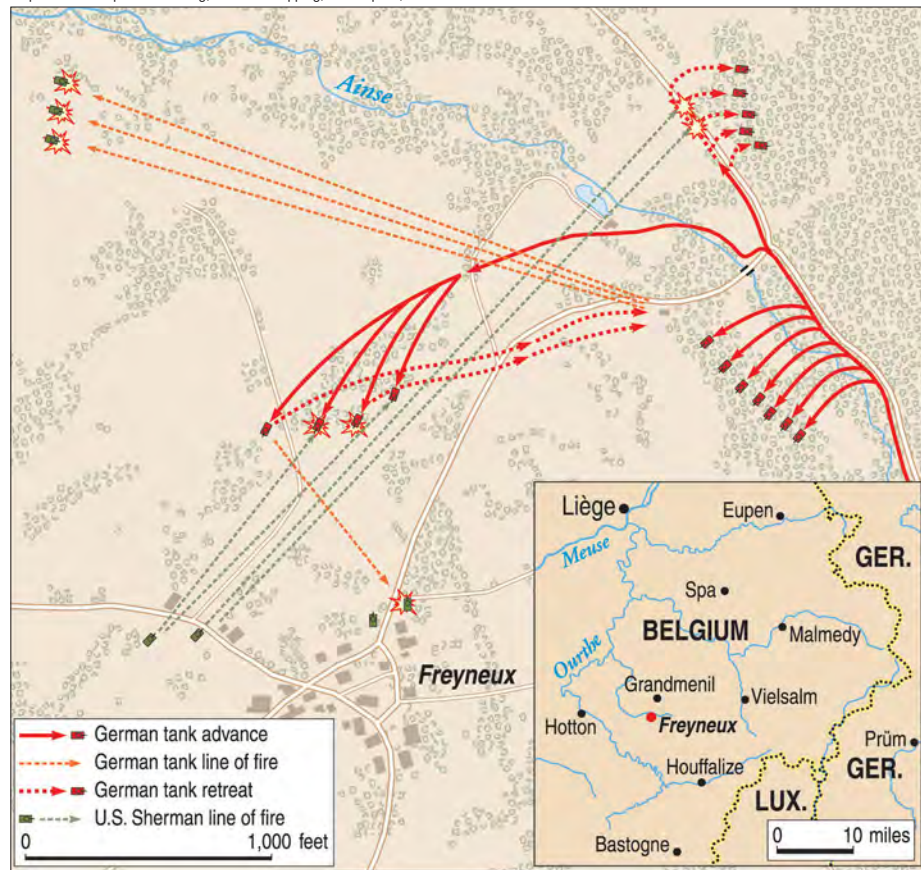 Ainse
Freyneux
German tank advance
German tank line of fire
German tank retreat
U.S. Sherman line of fire
0 1,000 feet
Liège
Eupen
Meuse
GER.
Spa
BELGIUM
Malmedy
Ourthe
Grandmenil
Vielsalm
Hotton
Freyneux
Prüm
GER.
Houffalize
LUX.
Bastogne
0 10 miles